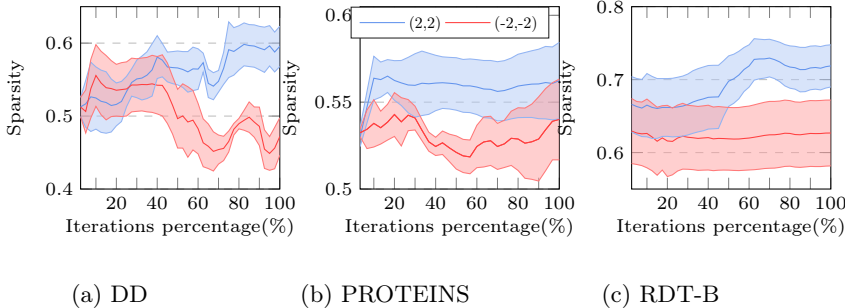 (2,2) (-2,-2)
Sparsity
0.6
0.5
0.4
20 40 60 80 100
Iterations percentage(%)
(a) DD
Sparsity
0.6
0.55
0.5
20 40 60 80 100
Iterations percentage(%)
(b) PROTEINS
Sparsity
0.8
0.7
0.6
20 40 60 80 100
Iterations percentage(%)
(c) RDT-B